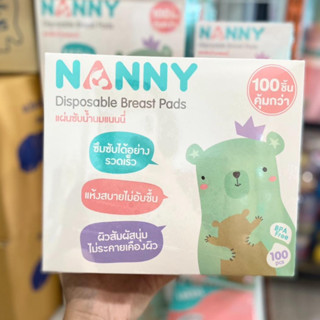 NANNY
Disposable Breast Pads
แผ่นซับน้ำนมแนนนี่
100 ชิ้น
คุ้มกว่า
ซึมซับได้อย่าง
รวดเร็ว
แห้งสบายไม่อับชื้น
ผิวสัมผัสนุ่ม
ไม่ระคายเคืองผิว
BPA
Free
100
pcs
NANNY
Disposable Breast Pads